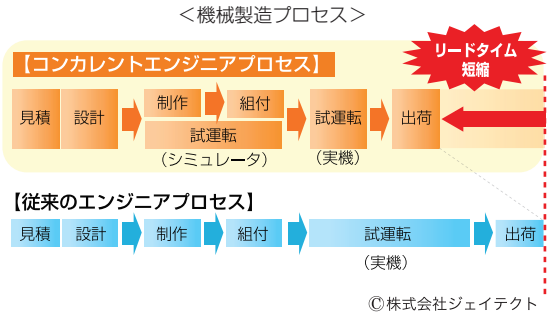 ＜機械製造プロセス＞
【コンカレントエンジニアプロセス】
リードタイム
短縮
見積
設計
制作
組付
試運転
（シミュレータ）
試運転
（実機）
出荷
【従来のエンジニアプロセス】
見積
設計
制作
組付
試運転
（実機）
出荷
©株式会社ジェイテクト